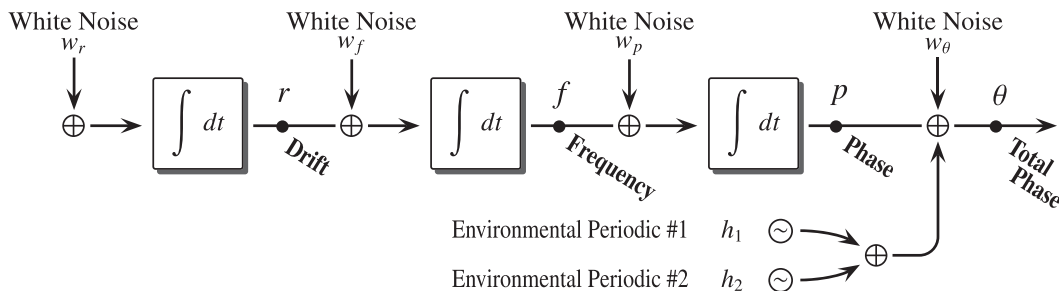 White Noise White Noise White Noise White Noise
w_r w_f w_p w_θ
∫ dt r ∫ dt f ∫ dt p θ
Drift Frequency Phase Total Phase
Environmental Periodic #1 h_1
Environmental Periodic #2 h_2